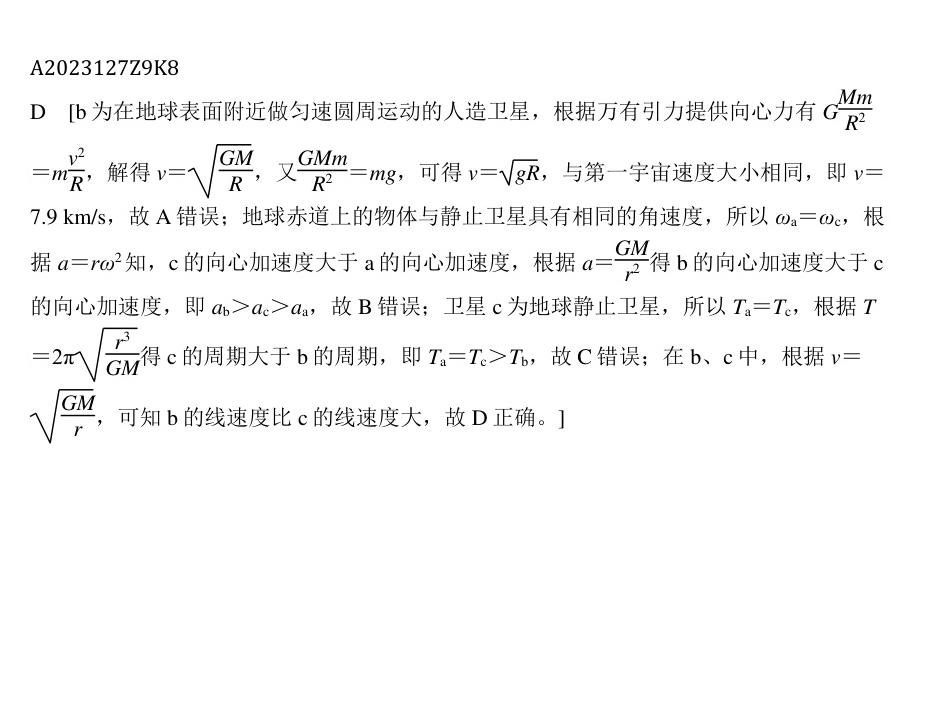 A2023127Z9K8
D [b 为在地球表面附近做匀速圆周运动的人造卫星，根据万有引力提供向心力有 G\frac{Mm}{R^2}
＝m\frac{v^2}{R}，解得 v＝\sqrt{\frac{GM}{R}}，又\frac{GMm}{R^2}＝mg，可得 v＝\sqrt{gR}，与第一宇宙速度大小相同，即 v＝
7.9 km/s，故 A 错误；地球赤道上的物体与静止卫星具有相同的角速度，所以 ω_a＝ω_c，根
据 a＝rω^2 知，c 的向心加速度大于 a 的向心加速度，根据 a＝\frac{GM}{r^2}得 b 的向心加速度大于 c
的向心加速度，即 a_b＞a_c＞a_a，故 B 错误；卫星 c 为地球静止卫星，所以 T_a＝T_c，根据 T
＝2π\sqrt{\frac{r^3}{GM}}得 c 的周期大于 b 的周期，即 T_a＝T_c＞T_b，故 C 错误；在 b、c 中，根据 v＝
\sqrt{\frac{GM}{r}}，可知 b 的线速度比 c 的线速度大，故 D 正确。]